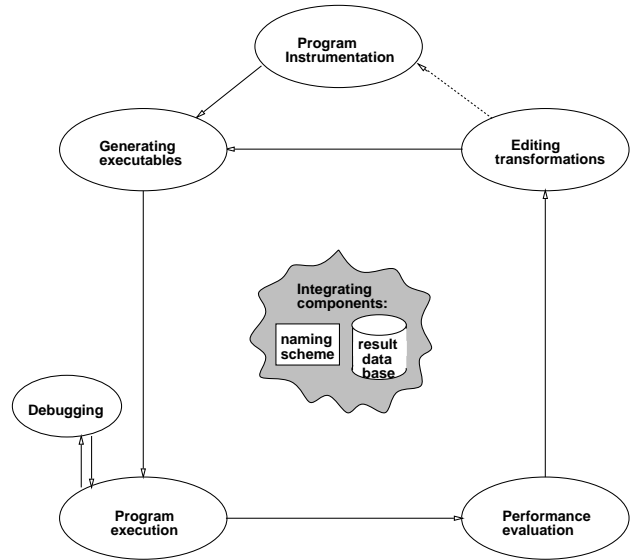 Program
Instrumentation
Generating
executables
Editing
transformations
Integrating
components:
naming
scheme
result
data
base
Debugging
Program
execution
Performance
evaluation